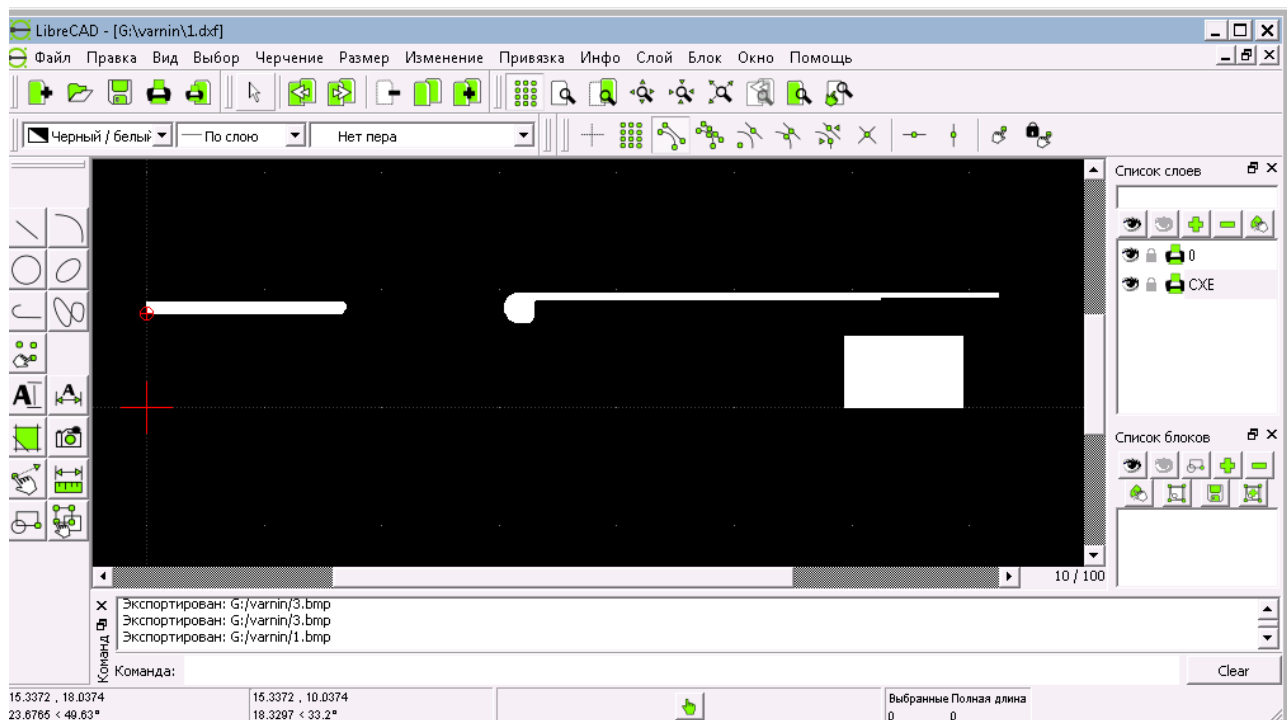 LibreCAD - [G:\varnin\1.dxf]
Файл Правка Вид Выбор Черчение Размер Изменение Привязка Инфо Слой Блок Окно Помощь
Черный / белый По слою Нет пера
Список слоев
0
CXE
Список блоков
10 / 100
Экспортирован: G:/varnin/3.bmp
Экспортирован: G:/varnin/3.bmp
Экспортирован: G:/varnin/1.bmp
Команд
Команда:
Clear
15.3372 , 18.0374 15.3372 , 10.0374 Выбранные Полная длина
23.6765 < 49.63° 18.3297 < 33.2° 0 0